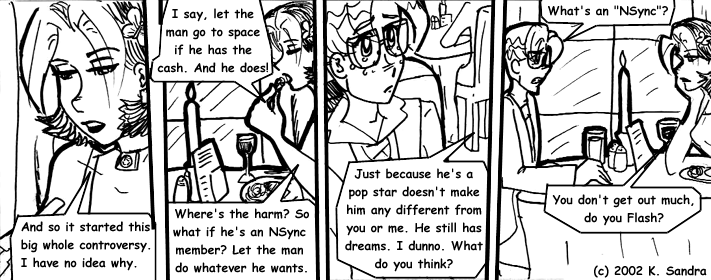 And so it started this
big whole controversy.
I have no idea why.
I say, let the
man go to space
if he has the
cash. And he does!
Where's the harm? So
what if he's an NSync
member? Let the man
do whatever he wants.
Just because he's a
pop star doesn't make
him any different from
you or me. He still has
dreams. I dunno. What
do you think?
What's an "NSync"?
You don't get out much,
do you Flash?
(c) 2002 K. Sandra